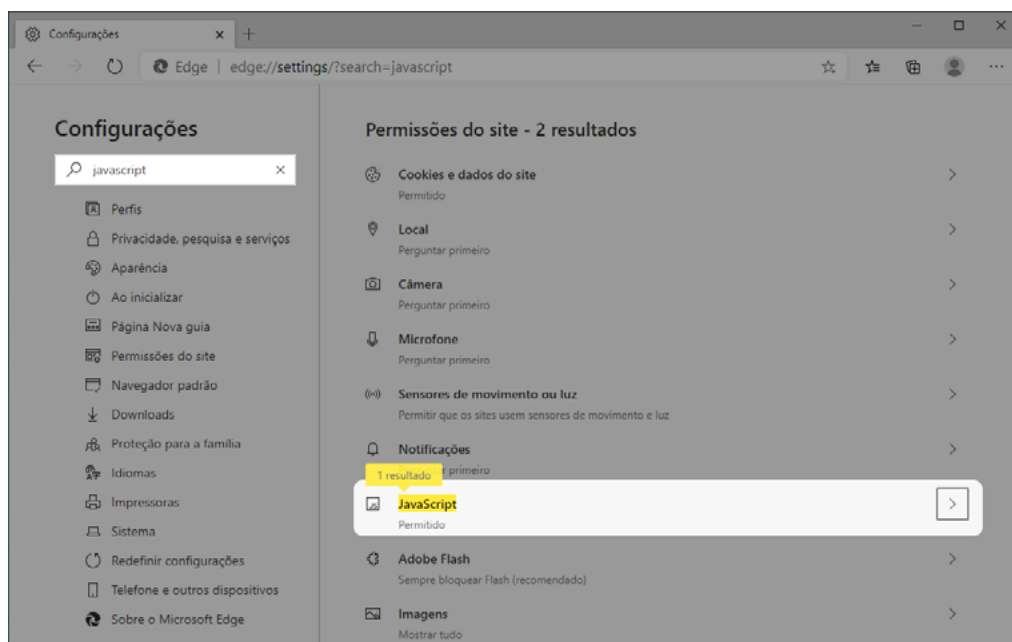 Configurações
Edge | edge://settings/?search=javascript
Configurações
javascript
Perfis
Privacidade, pesquisa e serviços
Aparência
Ao inicializar
Página Nova guia
Permissões do site
Navegador padrão
Downloads
Proteção para a família
Idiomas
Impressoras
Sistema
Redefinir configurações
Telefone e outros dispositivos
Sobre o Microsoft Edge
Permissões do site - 2 resultados
Cookies e dados do site
Permitido
Local
Perguntar primeiro
Câmera
Perguntar primeiro
Microfone
Perguntar primeiro
Sensores de movimento ou luz
Permitir que os sites usem sensores de movimento e luz
Notificações
primeiro
1 resultado
JavaScript
Permitido
Adobe Flash
Sempre bloquear Flash (recomendado)
Imagens
Mostrar tudo